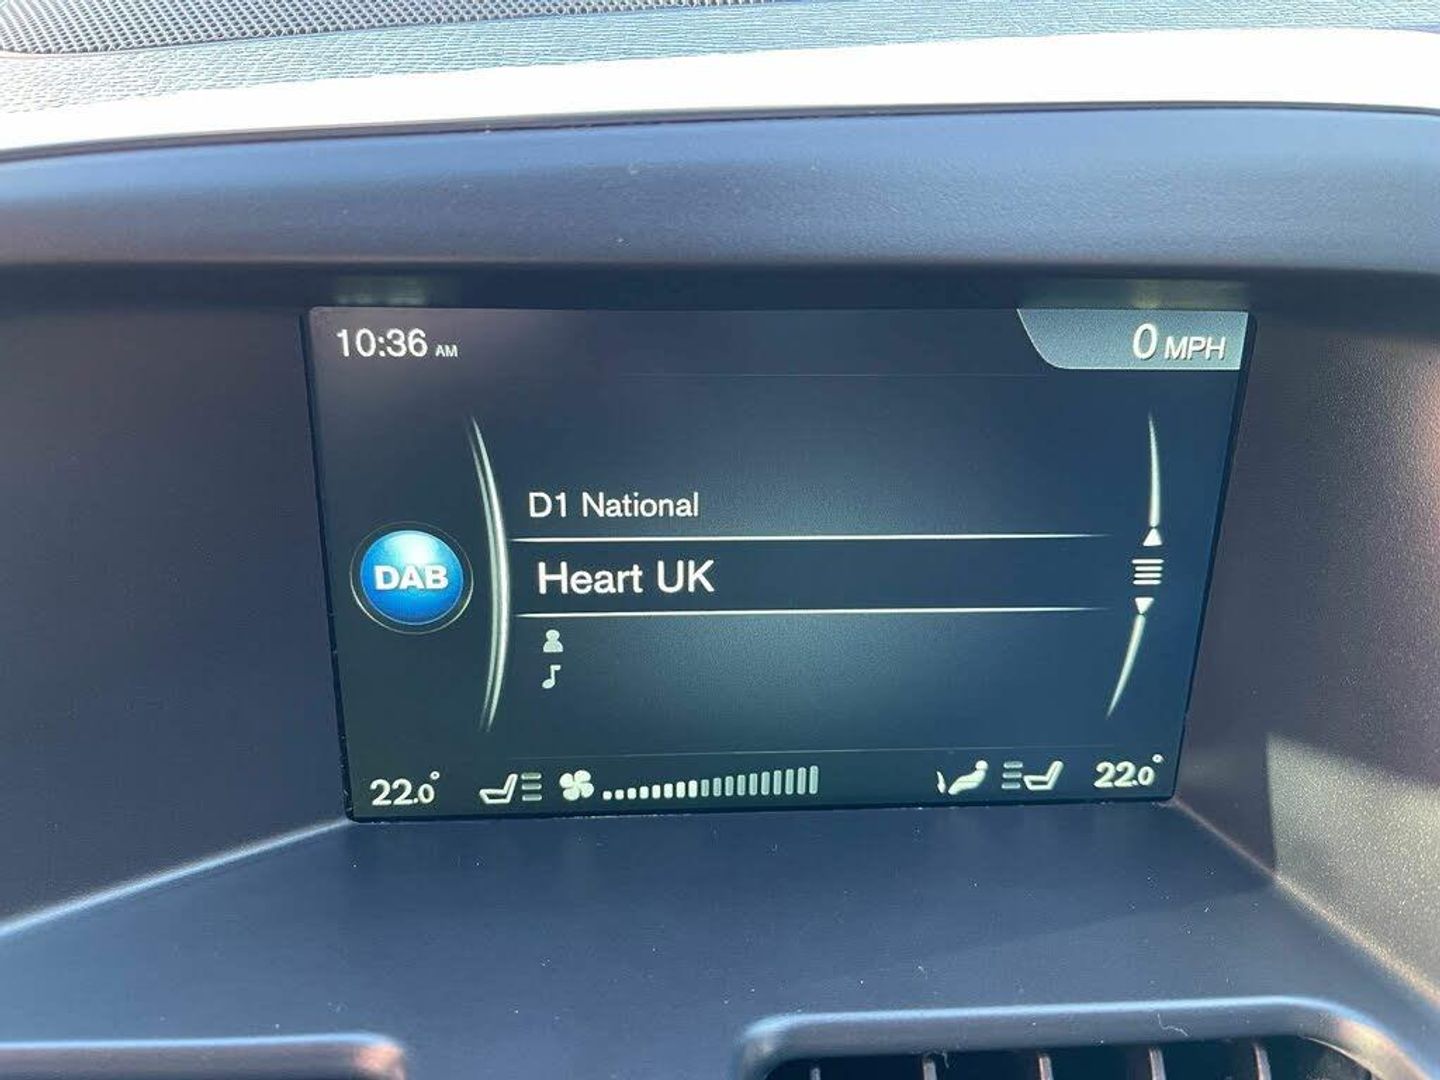 10:36 AM
0 MPH
D1 National
DAB
Heart UK
22.0°
22.0°